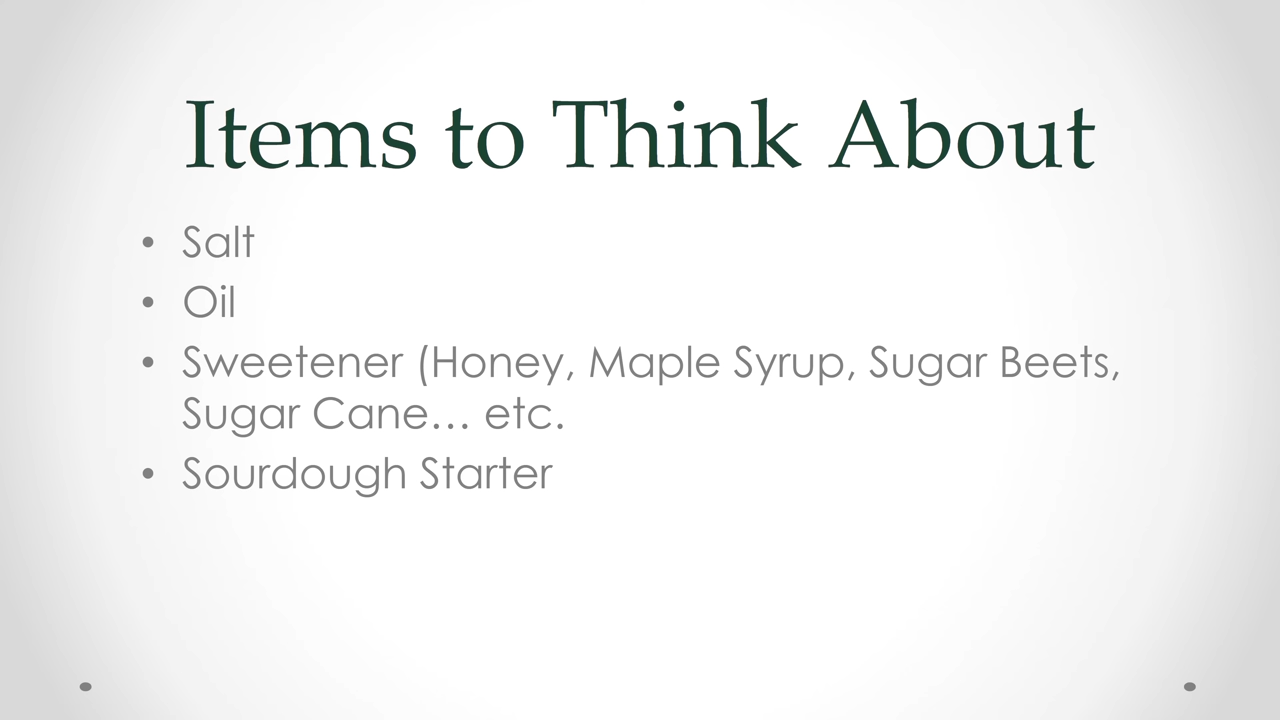 Items to Think About
• Salt
• Oil
• Sweetener (Honey, Maple Syrup, Sugar Beets,
Sugar Cane… etc.
• Sourdough Starter